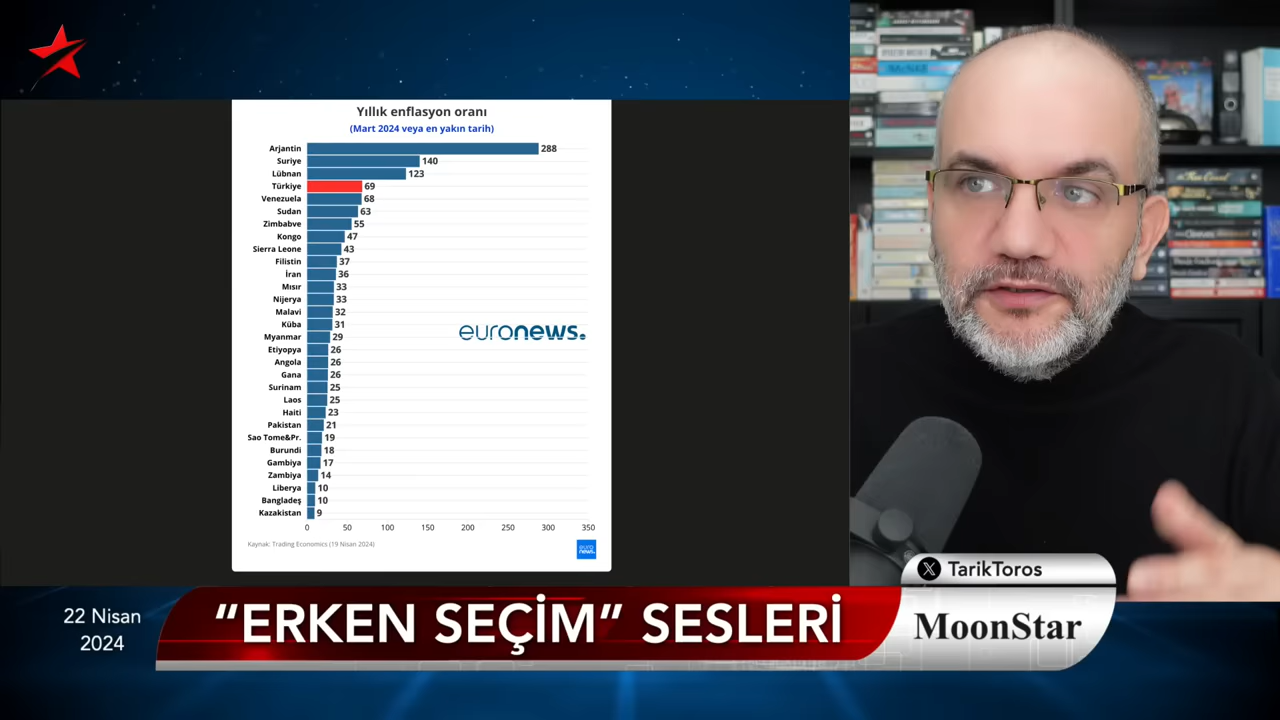 Yıllık enflasyon oranı
(Mart 2024 veya en yakın tarih)
Arjantin 288
Suriye 140
Lübnan 123
Türkiye 69
Venezuela 68
Sudan 63
Zimbabve 55
Kongo 47
Sierra Leone 43
Filistin 37
İran 36
Mısır 33
Nijerya 33
Malavi 32
Küba 31
Myanmar 29
Etiyopya 26
Angola 26
Gana 26
Surinam 25
Laos 25
Haiti 23
Pakistan 21
Sao Tome&Pr. 19
Burundi 18
Gambiya 17
Zambiya 14
Liberya 10
Bangladeş 10
Kazakistan 9
0 50 100 150 200 250 300 350
euronews.
Kaynak: Trading Economics (19 Nisan 2024)
euro
news.
TarikToros
MoonStar
22 Nisan
2024
“ERKEN SEÇİM” SESLERİ